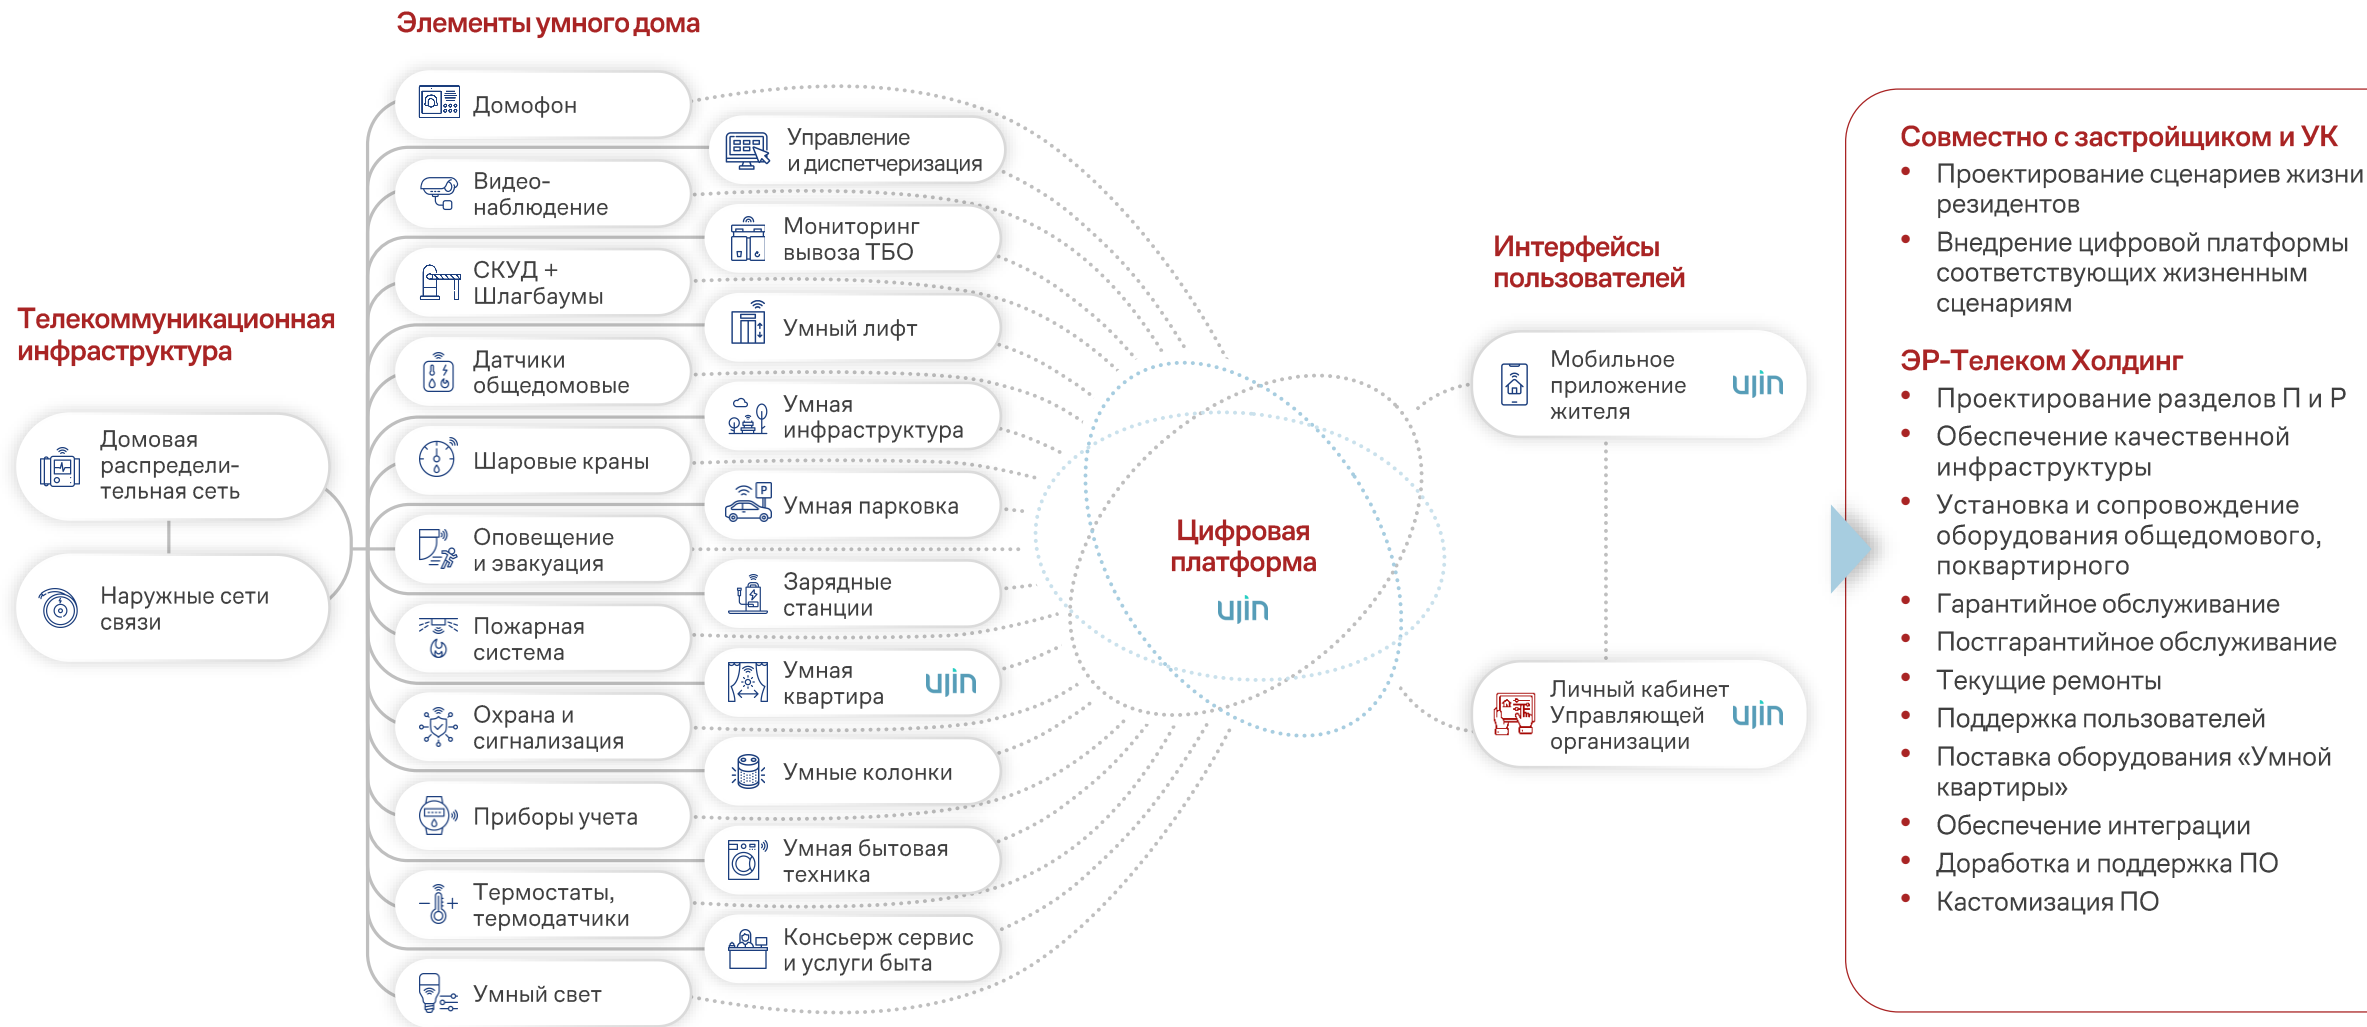 Элементы умного дома
Телекоммуникационная
инфраструктура
Домовая
распредели-
тельная сеть
Наружные сети
связи
Домофон
Видео-
наблюдение
СКУД +
Шлагбаумы
Датчики
общедомовые
Шаровые краны
Оповещение
и эвакуация
Пожарная
система
Охрана и
сигнализация
Приборы учета
Термостаты,
термодатчики
Умный свет
Управление
и диспетчеризация
Мониторинг
вывоза ТБО
Умный лифт
Умная
инфраструктура
P
Умная парковка
Зарядные
станции
Умная
квартира
ujin
Умные колонки
Умная бытовая
техника
Консьерж сервис
и услуги быта
Цифровая
платформа
ujin
Интерфейсы
пользователей
Мобильное
приложение
жителя
ujin
Личный кабинет
Управляющей
организации
ujin
Совместно с застройщиком и УК
• Проектирование сценариев жизни
резидентов
• Внедрение цифровой платформы
соответствующих жизненным
сценариям
ЭР-Телеком Холдинг
• Проектирование разделов П и Р
• Обеспечение качественной
инфраструктуры
• Установка и сопровождение
оборудования общедомового,
поквартирного
• Гарантийное обслуживание
• Постгарантийное обслуживание
• Текущие ремонты
• Поддержка пользователей
• Поставка оборудования «Умной
квартиры»
• Обеспечение интеграции
• Доработка и поддержка ПО
• Кастомизация ПО